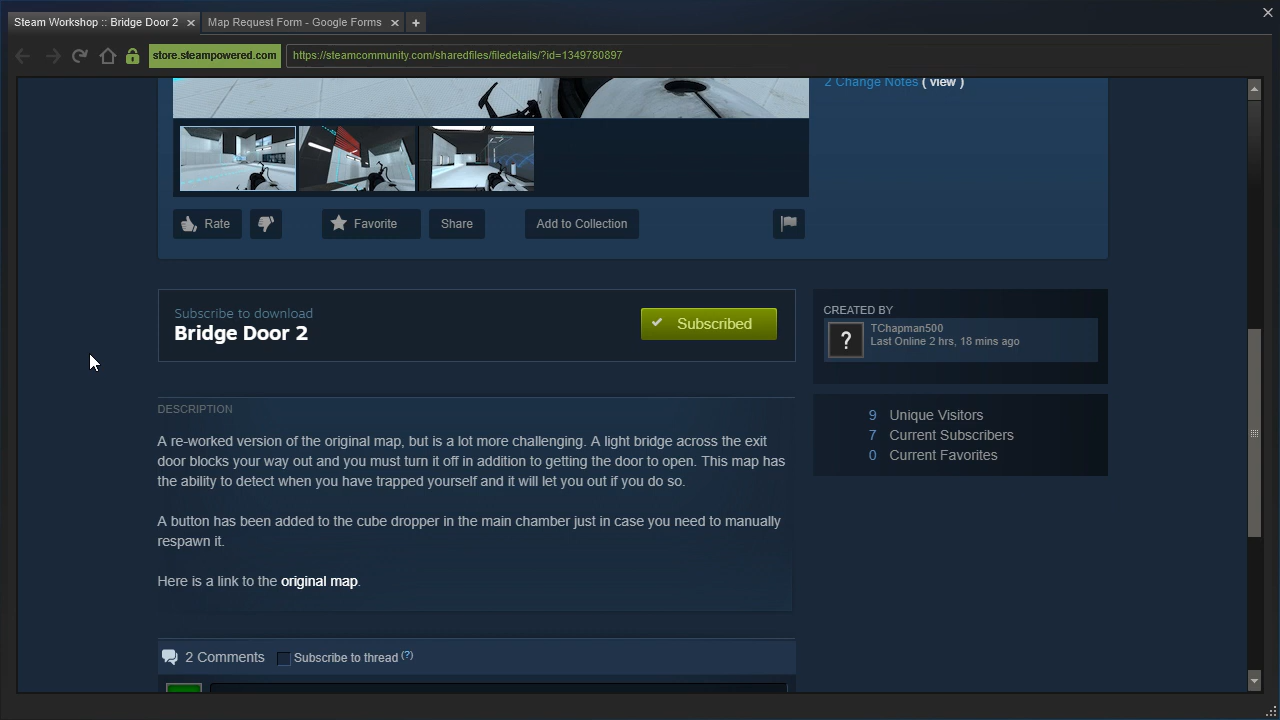 Steam Workshop :: Bridge Door 2
Map Request Form - Google Forms
store.steampowered.com
https://steamcommunity.com/sharedfiles/filedetails/?id=1349780897
2 Change Notes ( view )
Rate
Favorite
Share
Add to Collection
Subscribe to download
Bridge Door 2
Subscribed
CREATED BY
?
TChapman500
Last Online 2 hrs, 18 mins ago
9 Unique Visitors
7 Current Subscribers
0 Current Favorites
DESCRIPTION
A re-worked version of the original map, but is a lot more challenging. A light bridge across the exit
door blocks your way out and you must turn it off in addition to getting the door to open. This map has
the ability to detect when you have trapped yourself and it will let you out if you do so.
A button has been added to the cube dropper in the main chamber just in case you need to manually
respawn it.
Here is a link to the original map.
2 Comments
Subscribe to thread (?)